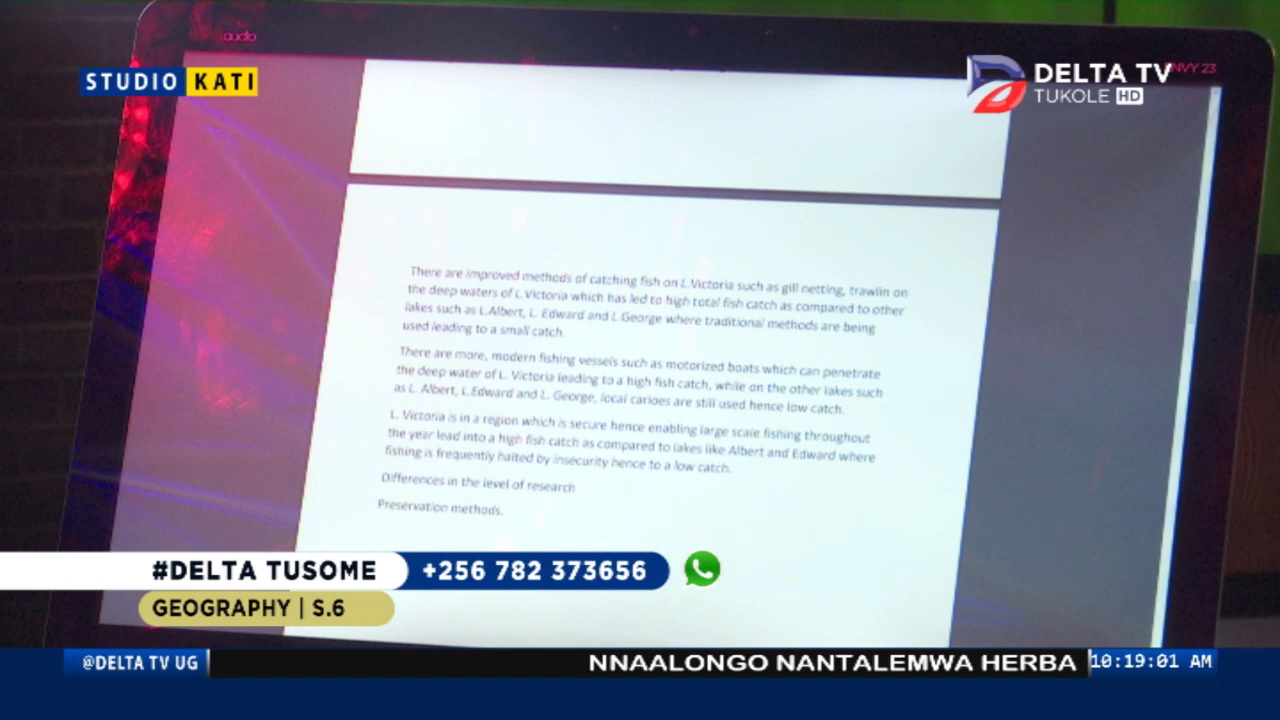 audio
STUDIO KATI
DELTA TV
ENVY 23
TUKOLE HD
There are improved methods of catching fish on L.Victoria such as gill netting, trawlin on
the deep waters of L.Victoria which has led to high total fish catch as compared to other
lakes such as L.Albert, L. Edward and L.George where traditional methods are being
used leading to a small catch.
There are more, modern fishing vessels such as motorized boats which can penetrate
the deep water of L. Victoria leading to a high fish catch, while on the other lakes such
as L. Albert, L.Edward and L. George, local carioes are still used hence low catch.
L. Victoria is in a region which is secure hence enabling large scale fishing throughout
the year lead into a high fish catch as compared to lakes like Albert and Edward where
fishing is frequently halted by insecurity hence to a low catch.
Differences in the level of research
Preservation methods.
#DELTA TUSOME +256 782 373656
GEOGRAPHY | S.6
@DELTA TV UG NNAALONGO NANTALEMWA HERBA 10:19:01 AM